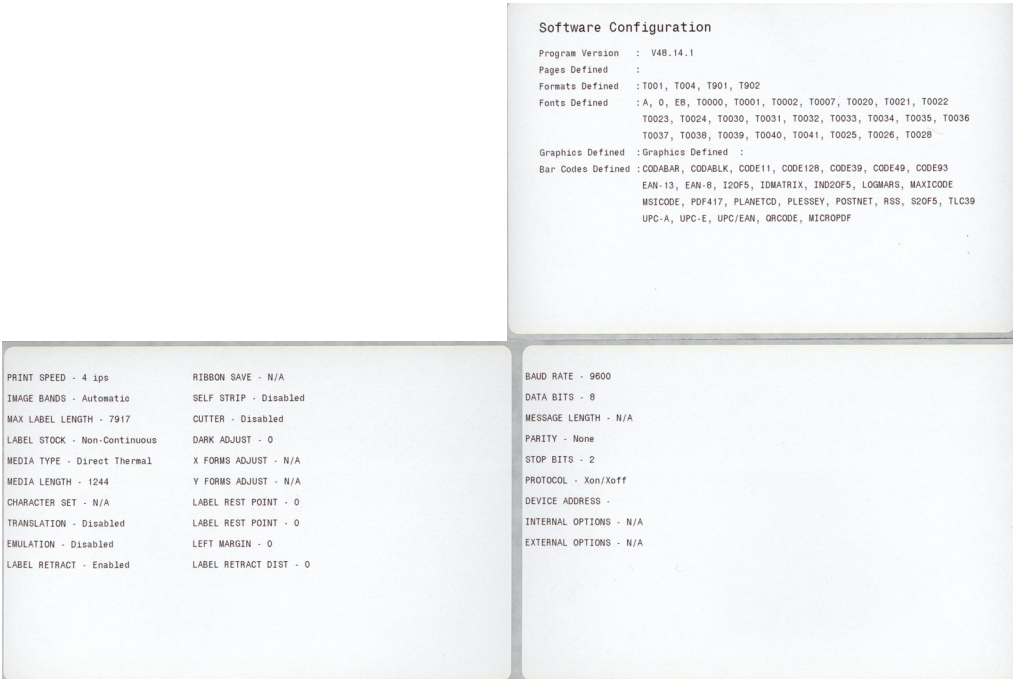 Software Configuration
Program Version : V48.14.1
Pages Defined :
Formats Defined :T001, T004, T901, T902
Fonts Defined :A, 0, E8, T0000, T0001, T0002, T0007, T0020, T0021, T0022
T0023, T0024, T0030, T0031, T0032, T0033, T0034, T0035, T0036
T0037, T0038, T0039, T0040, T0041, T0025, T0026, T0028
Graphics Defined :Graphics Defined :
Bar Codes Defined :CODABAR, CODABLK, CODE11, CODE128, CODE39, CODE49, CODE93
EAN-13, EAN-8, I2OF5, IDMATRIX, IND2OF5, LOGMARS, MAXICODE
MSICODE, PDF417, PLANETCD, PLESSEY, POSTNET, RSS, S2OF5, TLC39
UPC-A, UPC-E, UPC/EAN, QRCODE, MICROPDF
PRINT SPEED - 4 ips
IMAGE BANDS - Automatic
MAX LABEL LENGTH - 7917
LABEL STOCK - Non-Continuous
MEDIA TYPE - Direct Thermal
MEDIA LENGTH - 1244
CHARACTER SET - N/A
TRANSLATION - Disabled
EMULATION - Disabled
LABEL RETRACT - Enabled
RIBBON SAVE - N/A
SELF STRIP - Disabled
CUTTER - Disabled
DARK ADJUST - 0
X FORMS ADJUST - N/A
Y FORMS ADJUST - N/A
LABEL REST POINT - 0
LABEL REST POINT - 0
LEFT MARGIN - 0
LABEL RETRACT DIST - 0
BAUD RATE - 9600
DATA BITS - 8
MESSAGE LENGTH - N/A
PARITY - None
STOP BITS - 2
PROTOCOL - Xon/Xoff
DEVICE ADDRESS -
INTERNAL OPTIONS - N/A
EXTERNAL OPTIONS - N/A